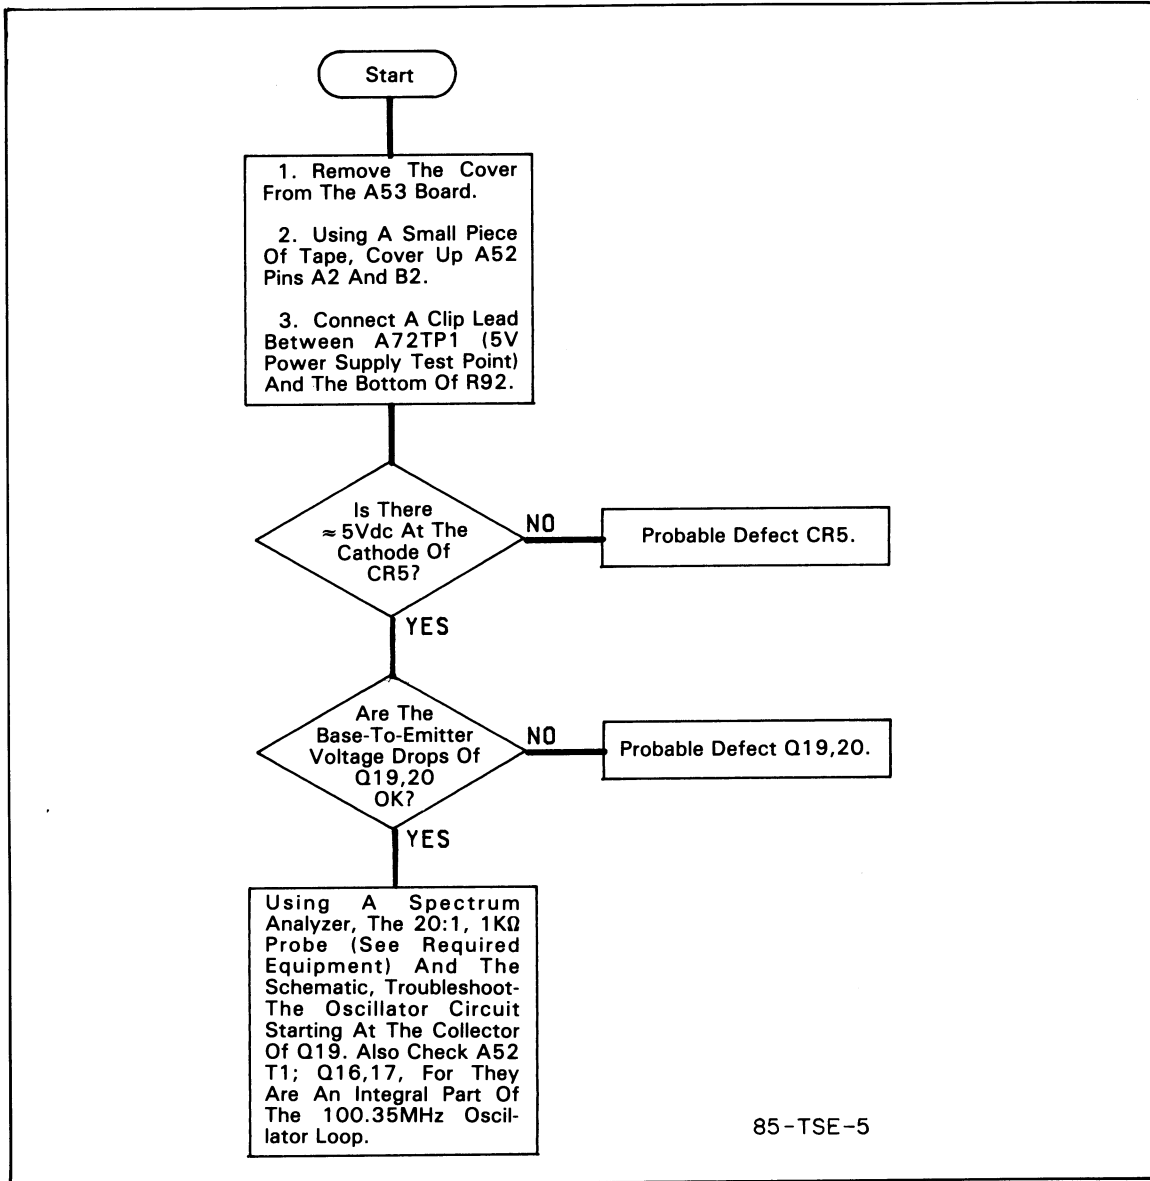 Start
1. Remove The Cover
From The A53 Board.
2. Using A Small Piece
Of Tape, Cover Up A52
Pins A2 And B2.
3. Connect A Clip Lead
Between A72TP1 (5V
Power Supply Test Point)
And The Bottom Of R92.
Is There
≈ 5Vdc At The
Cathode Of
CR5?
NO
Probable Defect CR5.
YES
Are The
Base-To-Emitter
Voltage Drops Of
Q19,20
OK?
NO
Probable Defect Q19,20.
YES
Using A Spectrum
Analyzer, The 20:1, 1KΩ
Probe (See Required
Equipment) And The
Schematic, Troubleshoot-
The Oscillator Circuit
Starting At The Collector
Of Q19. Also Check A52
T1; Q16,17, For They
Are An Integral Part Of
The 100.35MHz Oscil-
lator Loop.
85-TSE-5